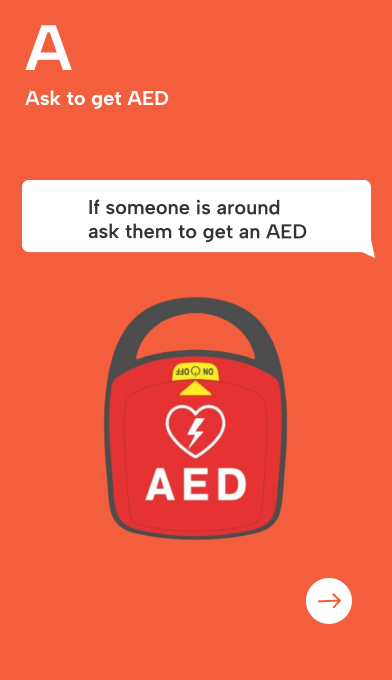 A
Ask to get AED
If someone is around
ask them to get an AED
ON OFF
AED